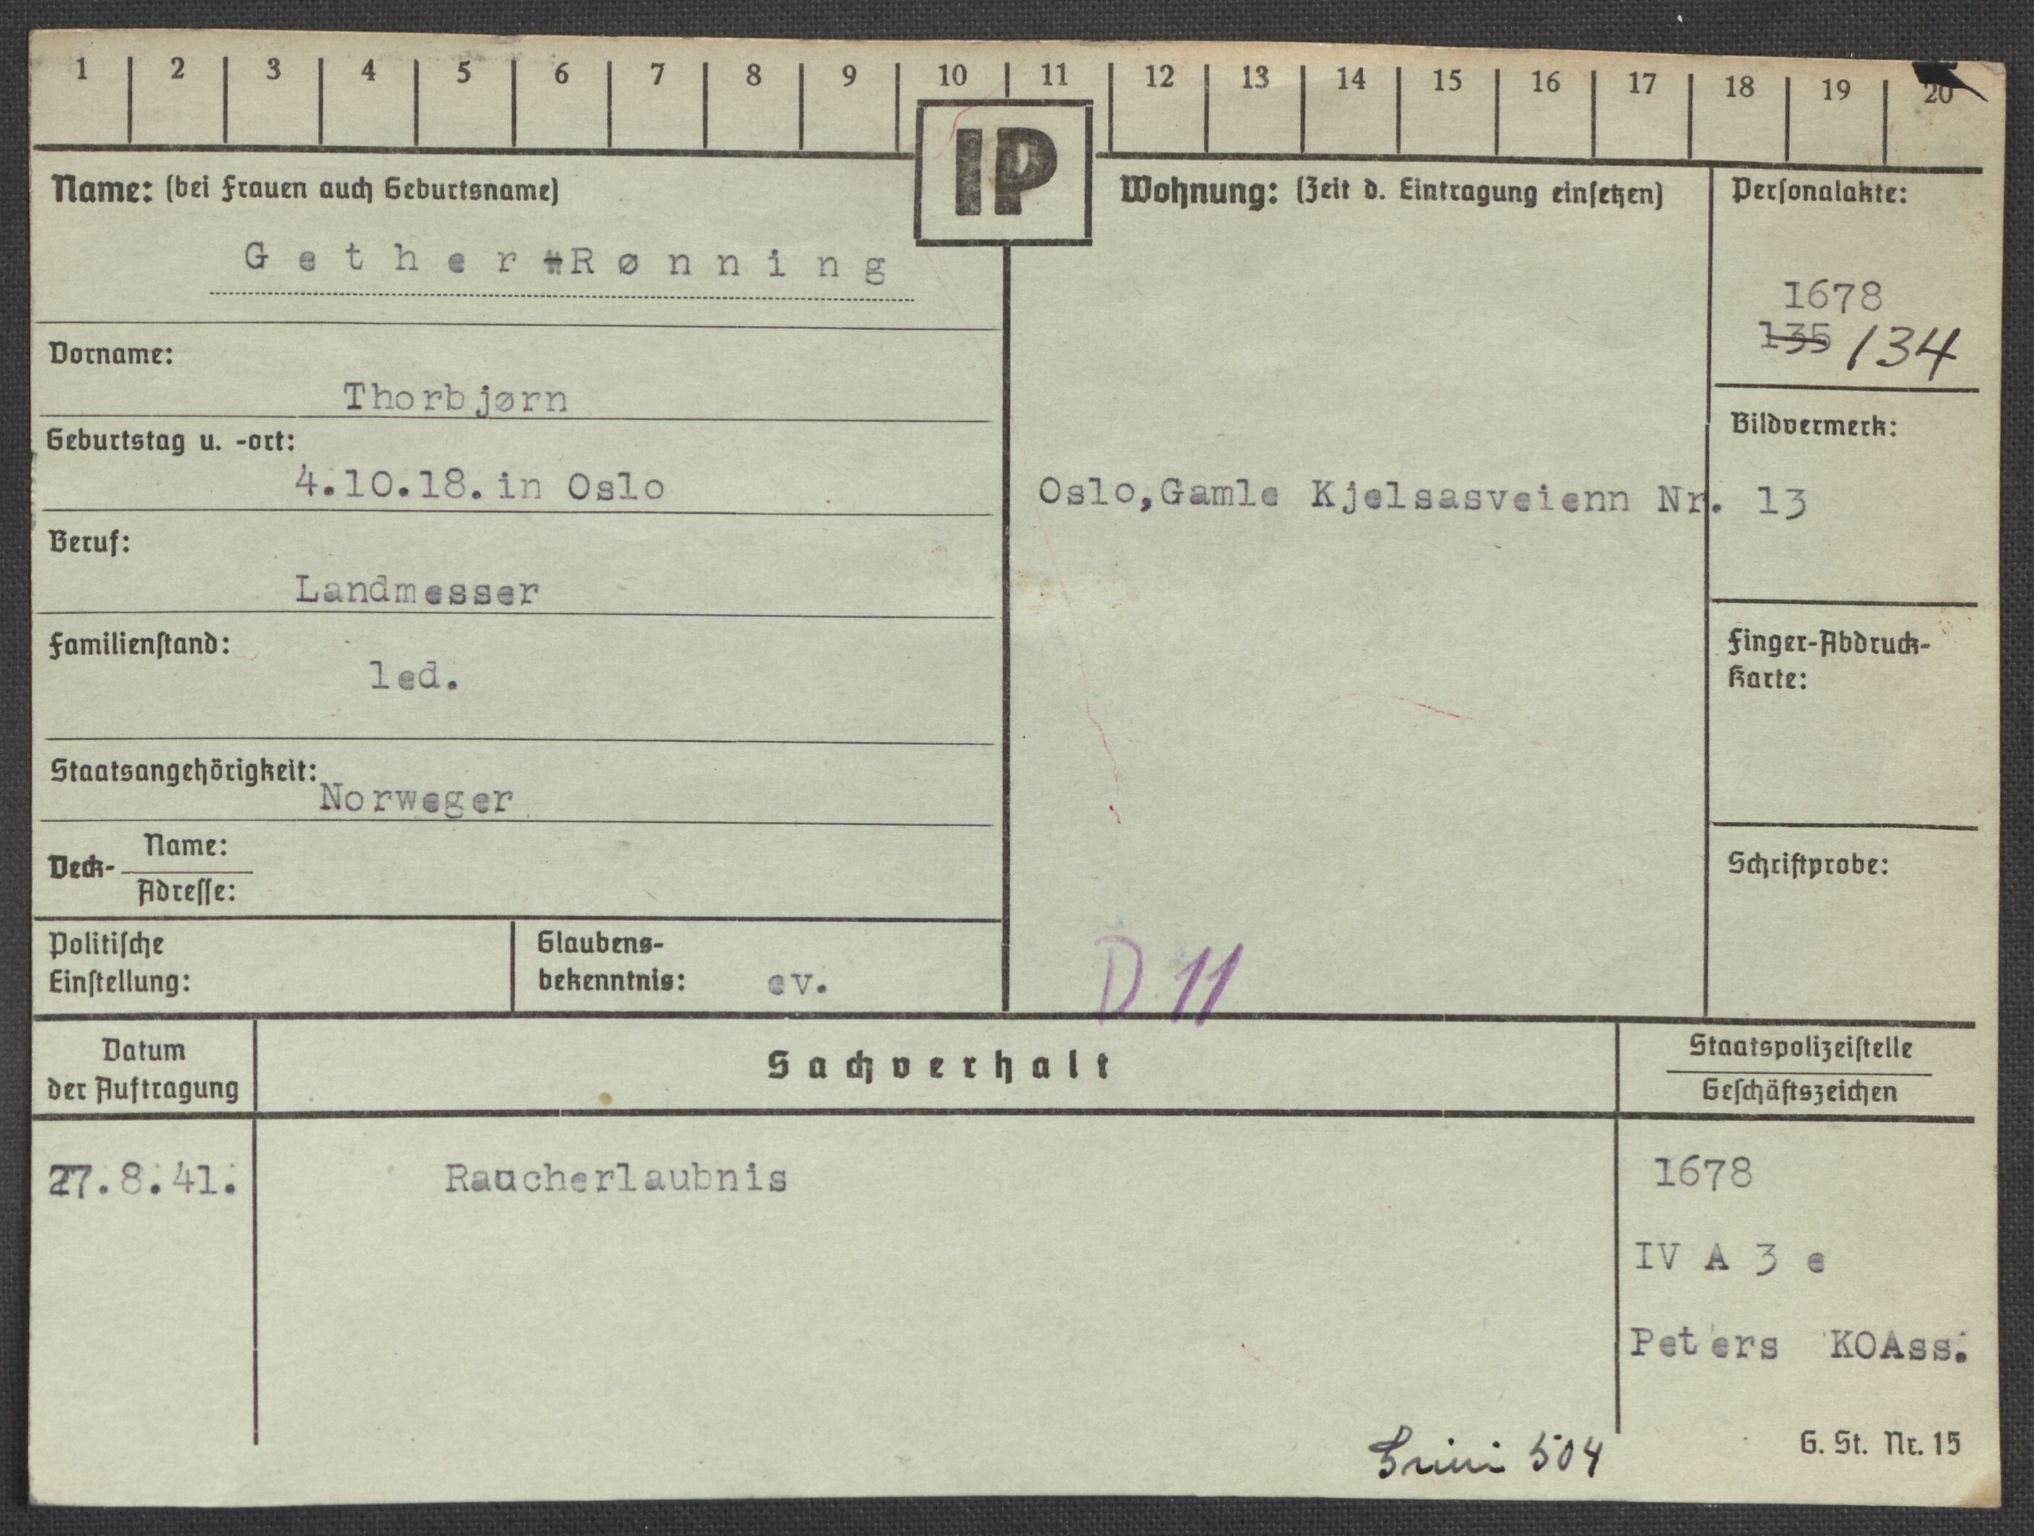 1 2 3 4 5 6 7 8 9 10 11 12 13 14 15 16 17 18 19 20
IP
Name: (bei Frauen auch Geburtsname)
Gether-Rønning
Vorname:
Thorbjørn
Geburtstag u. -ort:
4.10.18. in Oslo
Beruf:
Landmesser
Familienstand:
led.
Staatsangehörigkeit:
Norweger
Deck-
Name:
Adresse:
Politische
Einstellung:
Glaubens-
bekenntnis: ev.
Wohnung: (Zeit d. Eintragung einsetzen)
Oslo, Gamle Kjelsasveienn Nr. 13
D 11
Personalakte:
1678
135 134
Bildvermerk:
Finger-Abdruck-
Karte:
Schriftprobe:
Datum
der Auftragung
Sachverhalt
Staatspolizeistelle
Geschäftszeichen
27.8.41.
Raucherlaubnis
1678
IV A 3 e
Peters KOAss.
Grini 504
G. St. Nr. 15